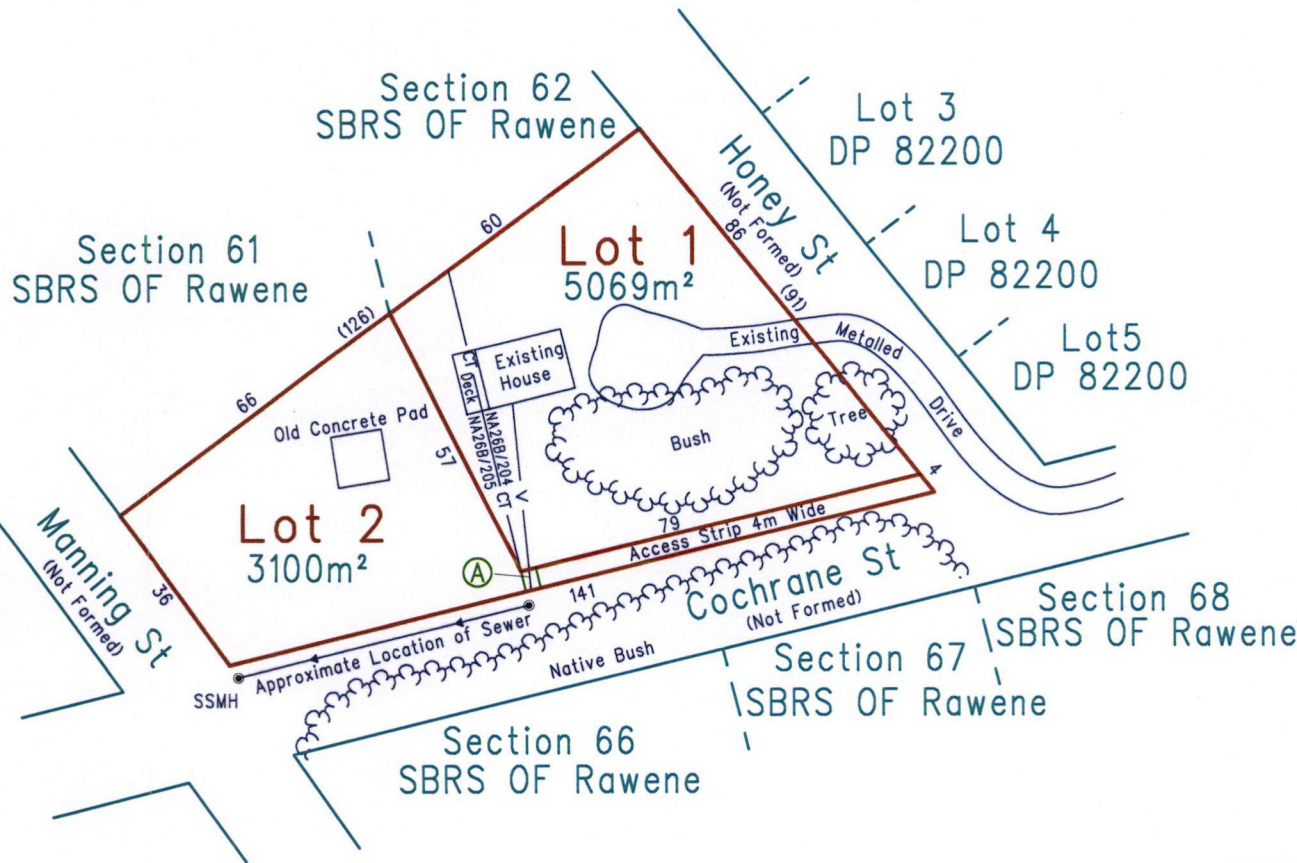 Section 62
SBRS OF Rawene
Lot 3
DP 82200
Honey St
(Not Formed)
60
86
Lot 1
5069m²
Lot 4
DP 82200
Section 61
SBRS OF Rawene
(126)
(91)
Existing
Metalled
Drive
Lot5
DP 82200
Existing
House
Deck
CT
NA26B/204
NA26B/205
CT
66
Old Concrete Pad
57
Bush
Tree
4
V
Lot 2
3100m²
79
Access Strip 4m Wide
Manning St
(Not Formed)
36
A
141
Cochrane St
(Not Formed)
Approximate Location of Sewer
SSMH
Native Bush
Section 68
SBRS OF Rawene
Section 67
SBRS OF Rawene
Section 66
SBRS OF Rawene